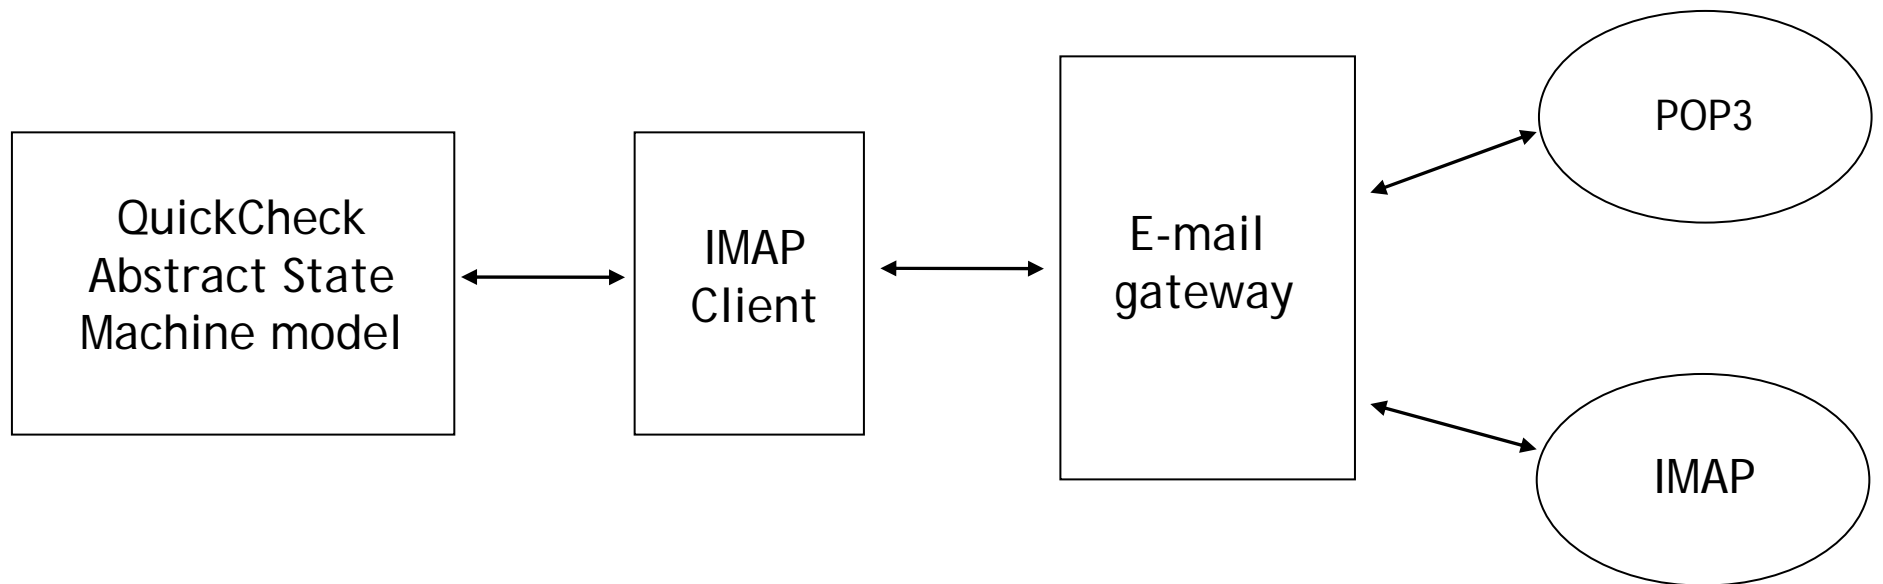 QuickCheck
Abstract State
Machine model
IMAP
Client
E-mail
gateway
POP3
IMAP